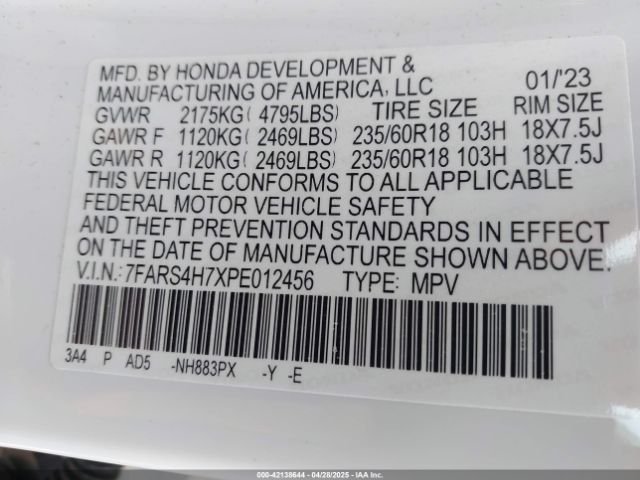 MFD. BY HONDA DEVELOPMENT &
MANUFACTURING OF AMERICA, LLC 01/'23
GVWR 2175KG( 4795LBS) TIRE SIZE RIM SIZE
GAWR F 1120KG( 2469LBS) 235/60R18 103H 18X7.5J
GAWR R 1120KG( 2469LBS) 235/60R18 103H 18X7.5J
THIS VEHICLE CONFORMS TO ALL APPLICABLE
FEDERAL MOTOR VEHICLE SAFETY
AND THEFT PREVENTION STANDARDS IN EFFECT
ON THE DATE OF MANUFACTURE SHOWN ABOVE.
V.I.N.: 7FARS4H7XPE012456 TYPE: MPV
3A4 P AD5 -NH883PX -Y -E
000-42138644 - 04/28/2025 - IAA Corp.